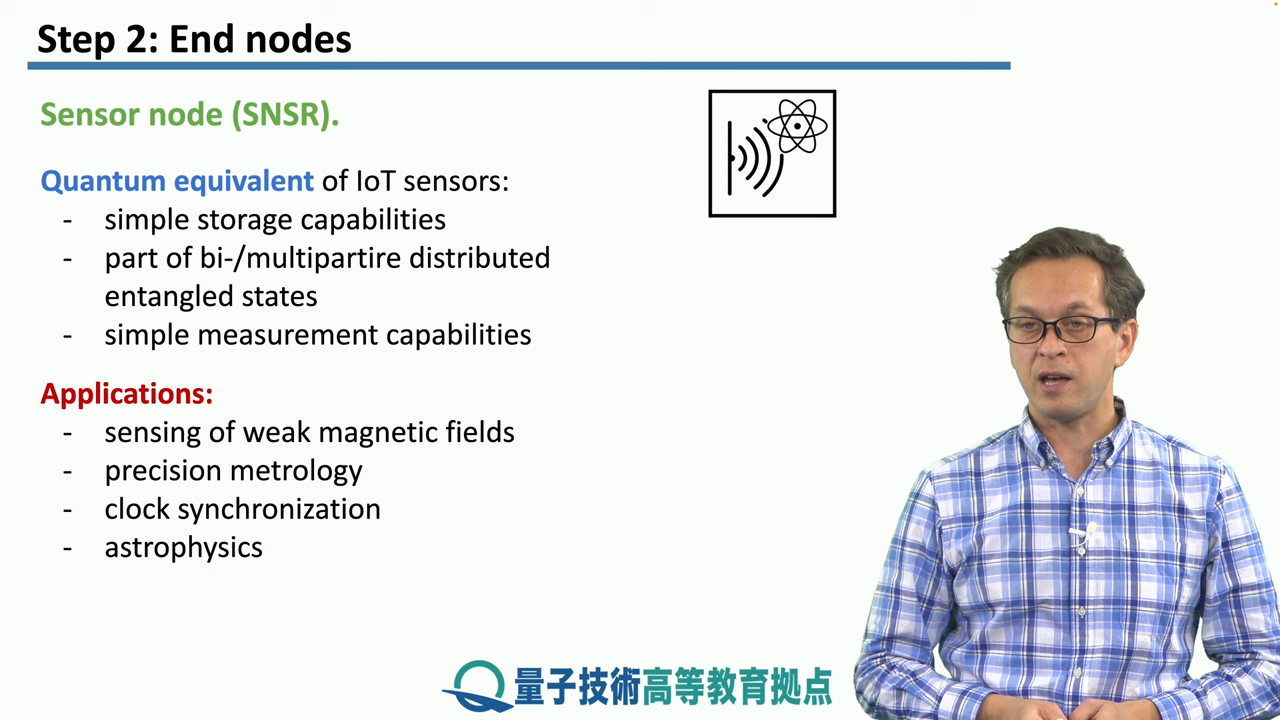 Step 2: End nodes
Sensor node (SNSR).
Quantum equivalent of IoT sensors:
- simple storage capabilities
- part of bi-/multipartire distributed
entangled states
- simple measurement capabilities
Applications:
- sensing of weak magnetic fields
- precision metrology
- clock synchronization
- astrophysics
量子技術高等教育拠点